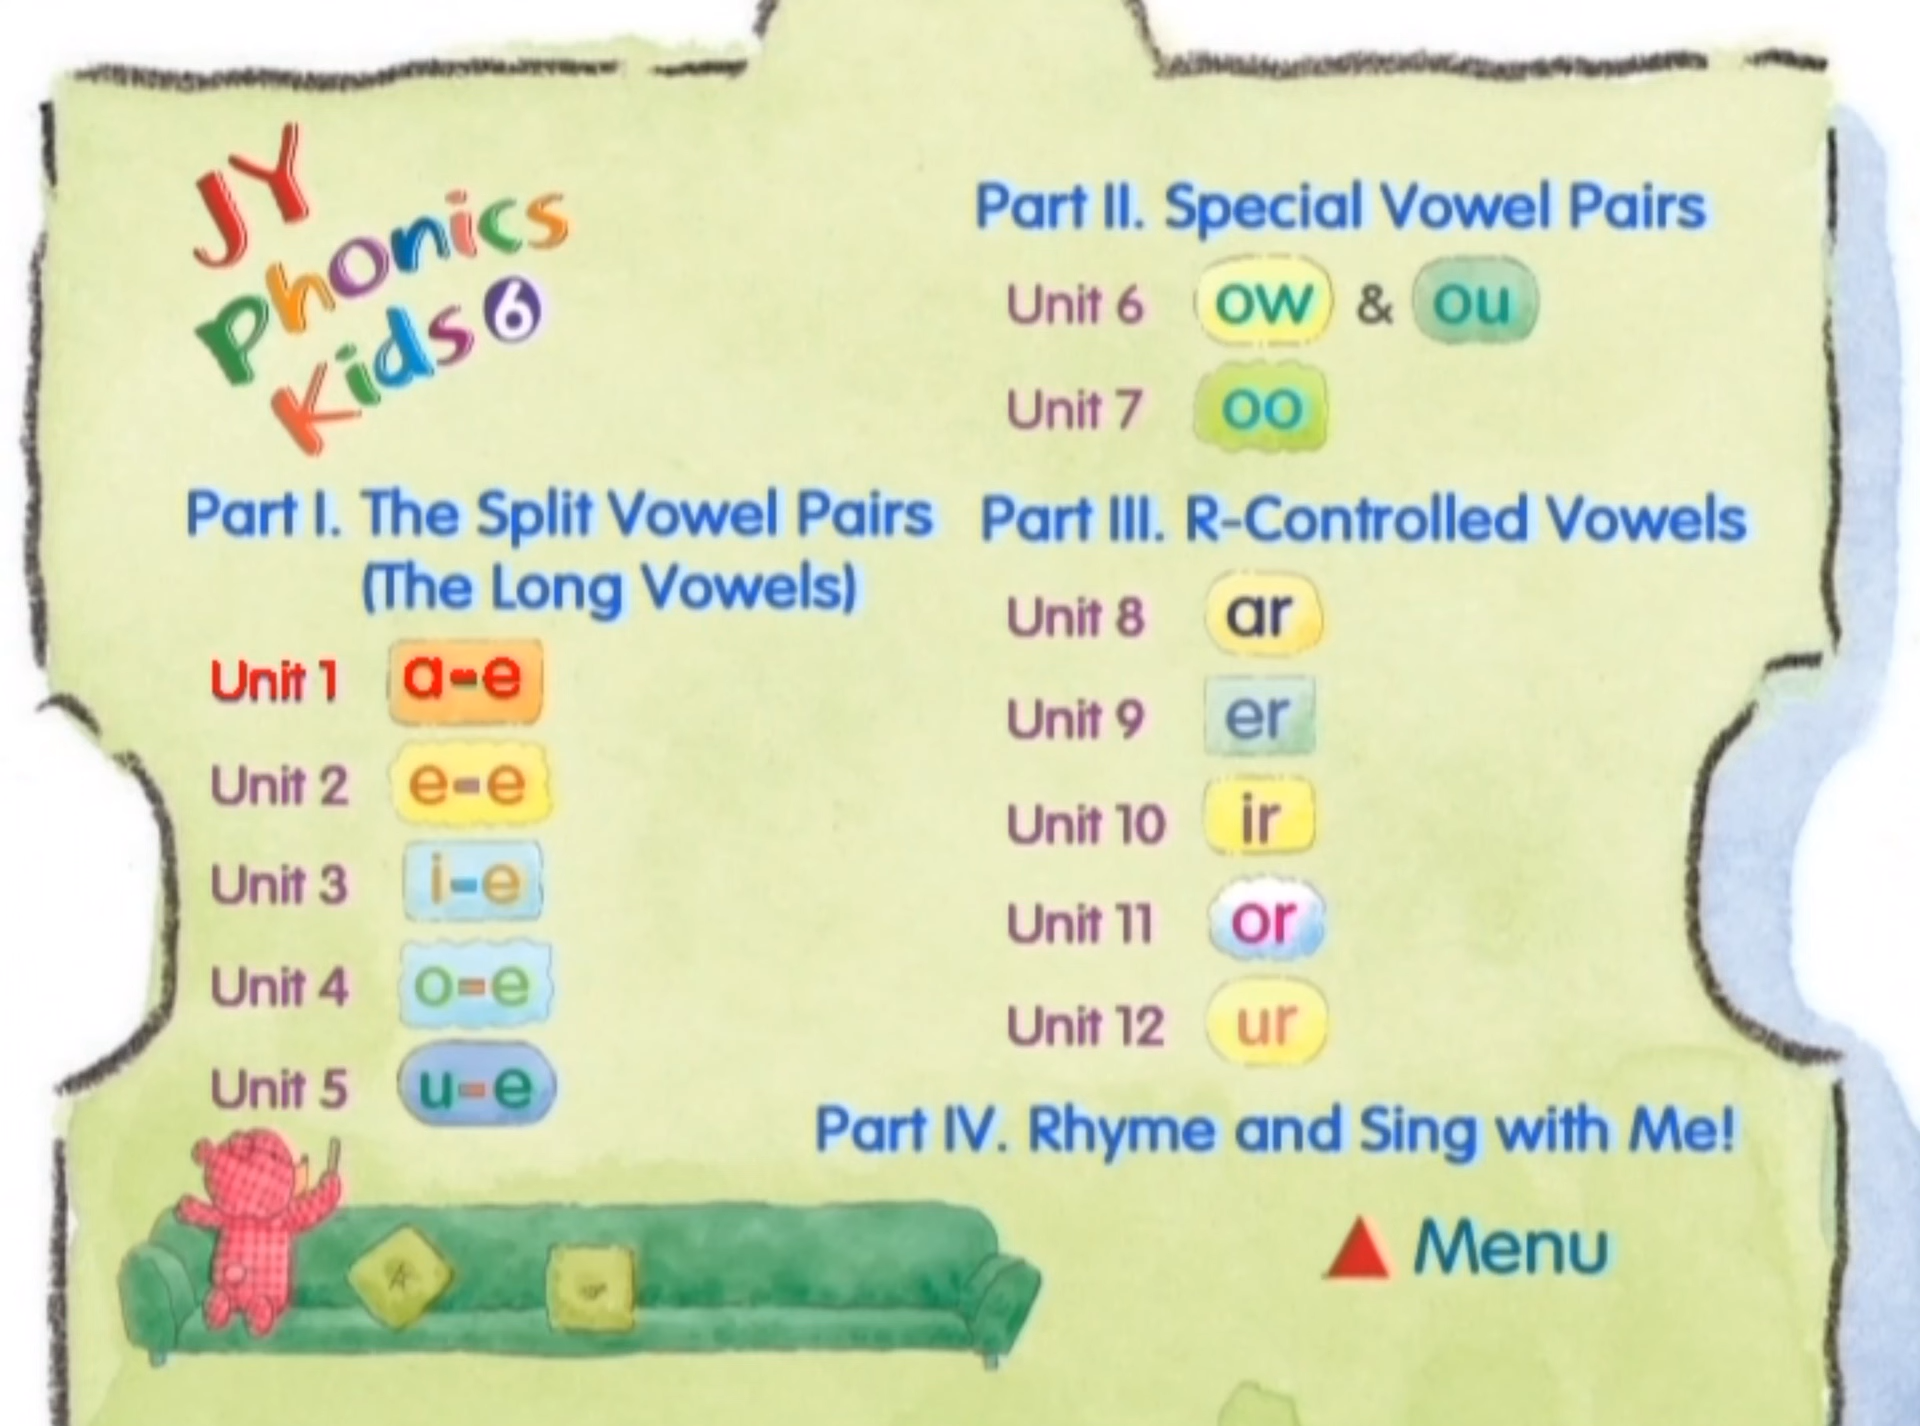 JY
Phonics
Kids 6
Part I. The Split Vowel Pairs
(The Long Vowels)
Unit 1 a-e
Unit 2 e-e
Unit 3 i-e
Unit 4 o-e
Unit 5 u-e
Part II. Special Vowel Pairs
Unit 6 ow & ou
Unit 7 oo
Part III. R-Controlled Vowels
Unit 8 ar
Unit 9 er
Unit 10 ir
Unit 11 or
Unit 12 ur
Part IV. Rhyme and Sing with Me!
Menu